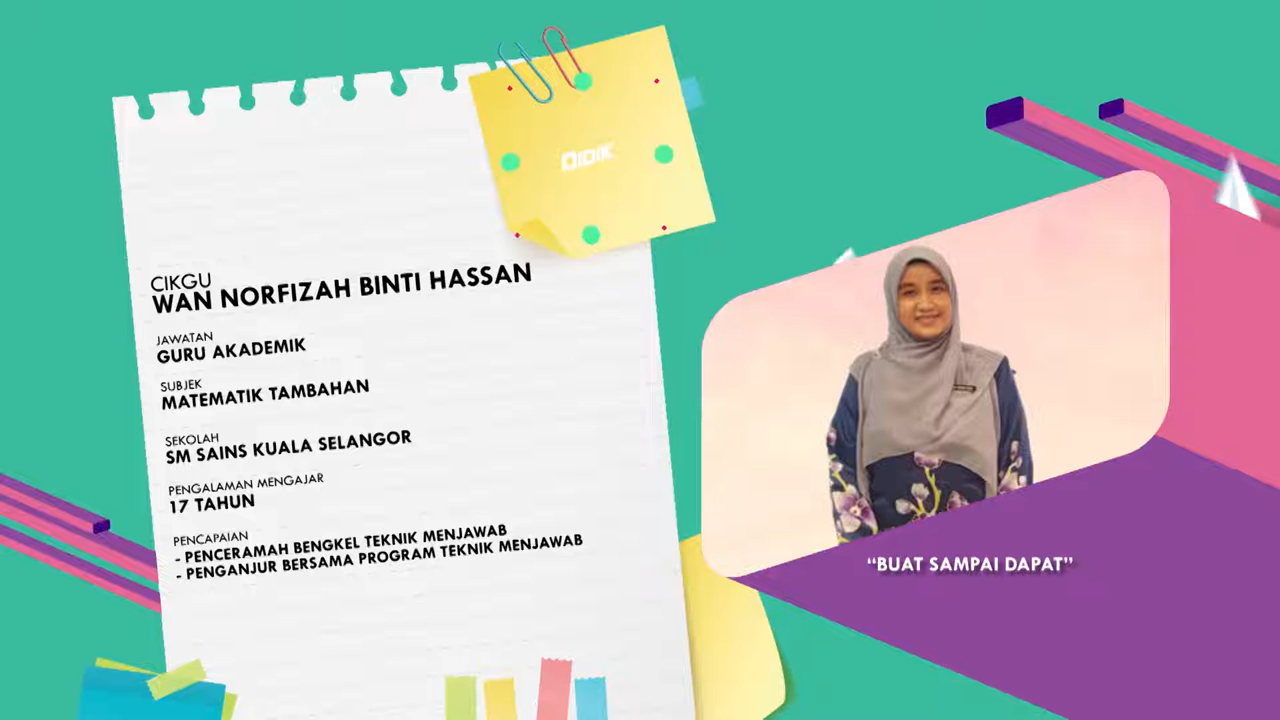 DIDIK
CIKGU
WAN NORFIZAH BINTI HASSAN
JAWATAN
GURU AKADEMIK
SUBJEK
MATEMATIK TAMBAHAN
SEKOLAH
SM SAINS KUALA SELANGOR
PENGALAMAN MENGAJAR
17 TAHUN
PENCAPAIAN
- PENCERAMAH BENGKEL TEKNIK MENJAWAB
- PENGANJUR BERSAMA PROGRAM TEKNIK MENJAWAB
“BUAT SAMPAI DAPAT”